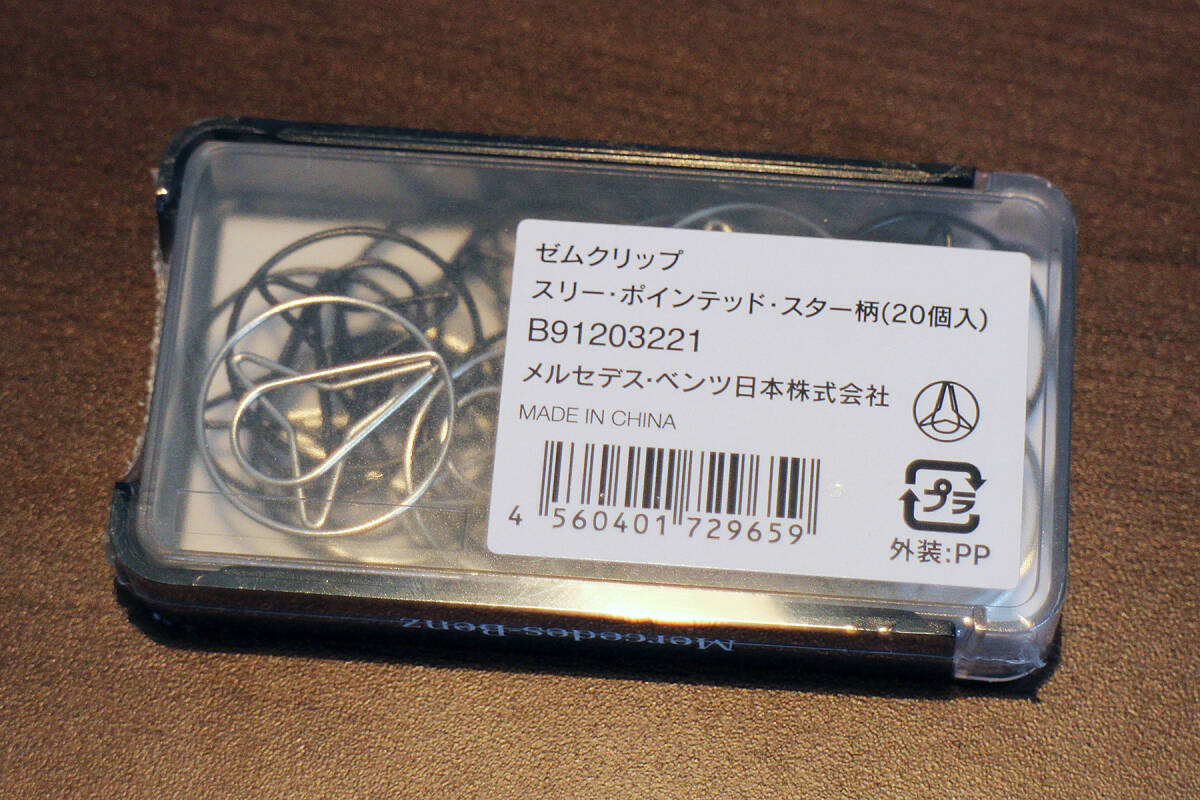 ゼムクリップ
スリー・ポインテッド・スター柄(20個入)
B91203221
メルセデス・ベンツ日本株式会社
MADE IN CHINA
4 560401 729659
プラ
外装:PP
Mercedes-Benz